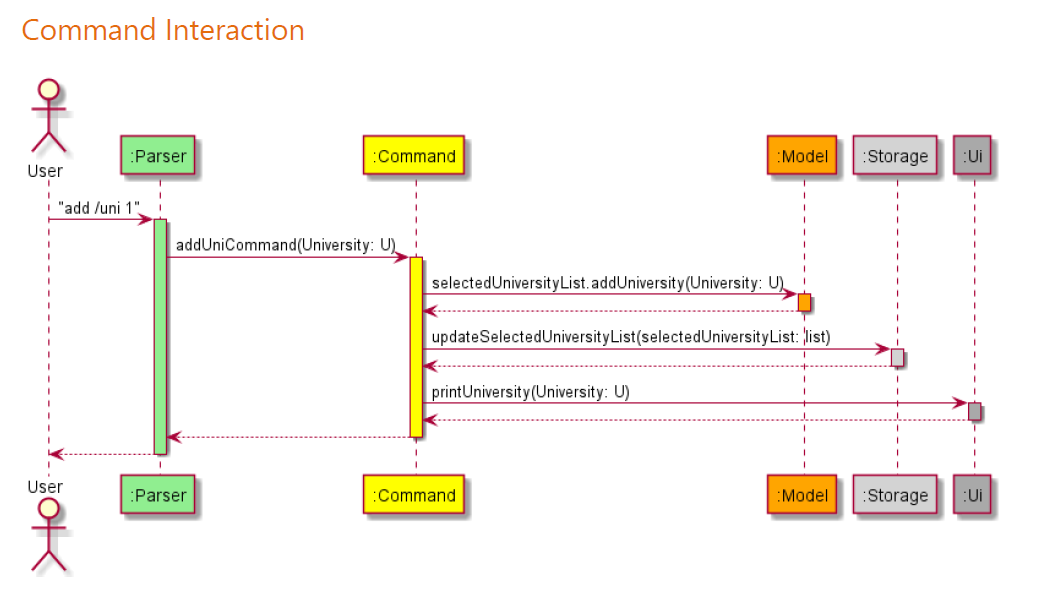 Command Interaction
User
:Parser
:Command
:Model
:Storage
:Ui
"add /uni 1"
addUniCommand(University: U)
selectedUniversityList.addUniversity(University: U)
updateSelectedUniversityList(selectedUniversityList: list)
printUniversity(University: U)
User
:Parser
:Command
:Model
:Storage
:Ui